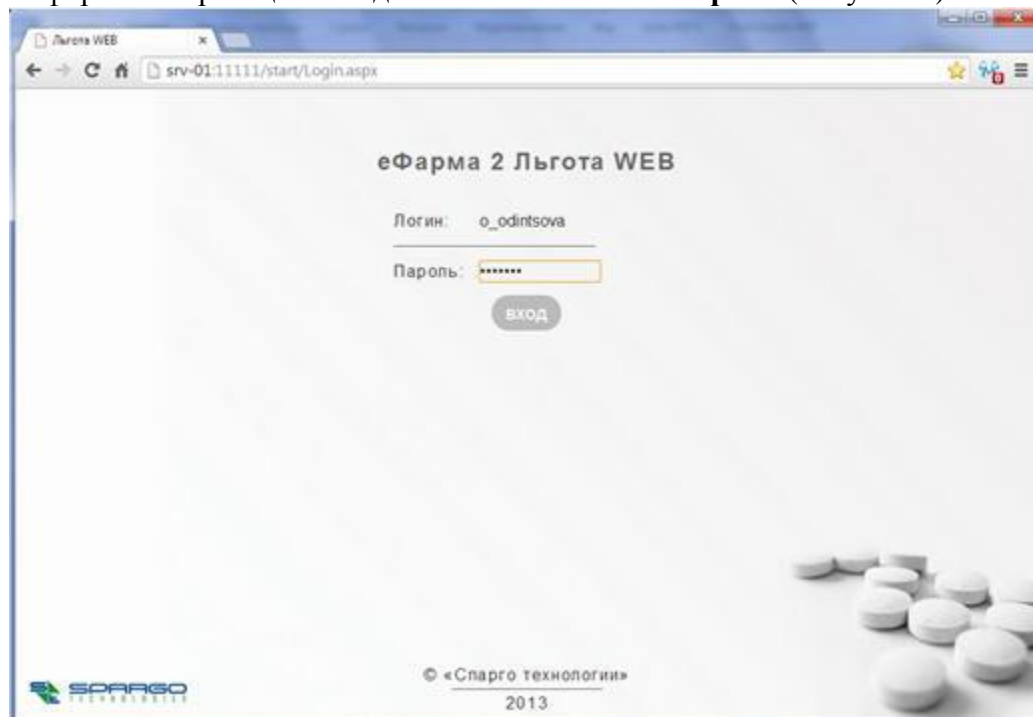 Льгота WEB
srv-01:11111/start/Login.aspx
еФарма 2 Льгота WEB
Логин: o_odintsova
Пароль: •••••••
вход
© «Спарго технологии»
2013
SPARGO
TECHNOLOGIES